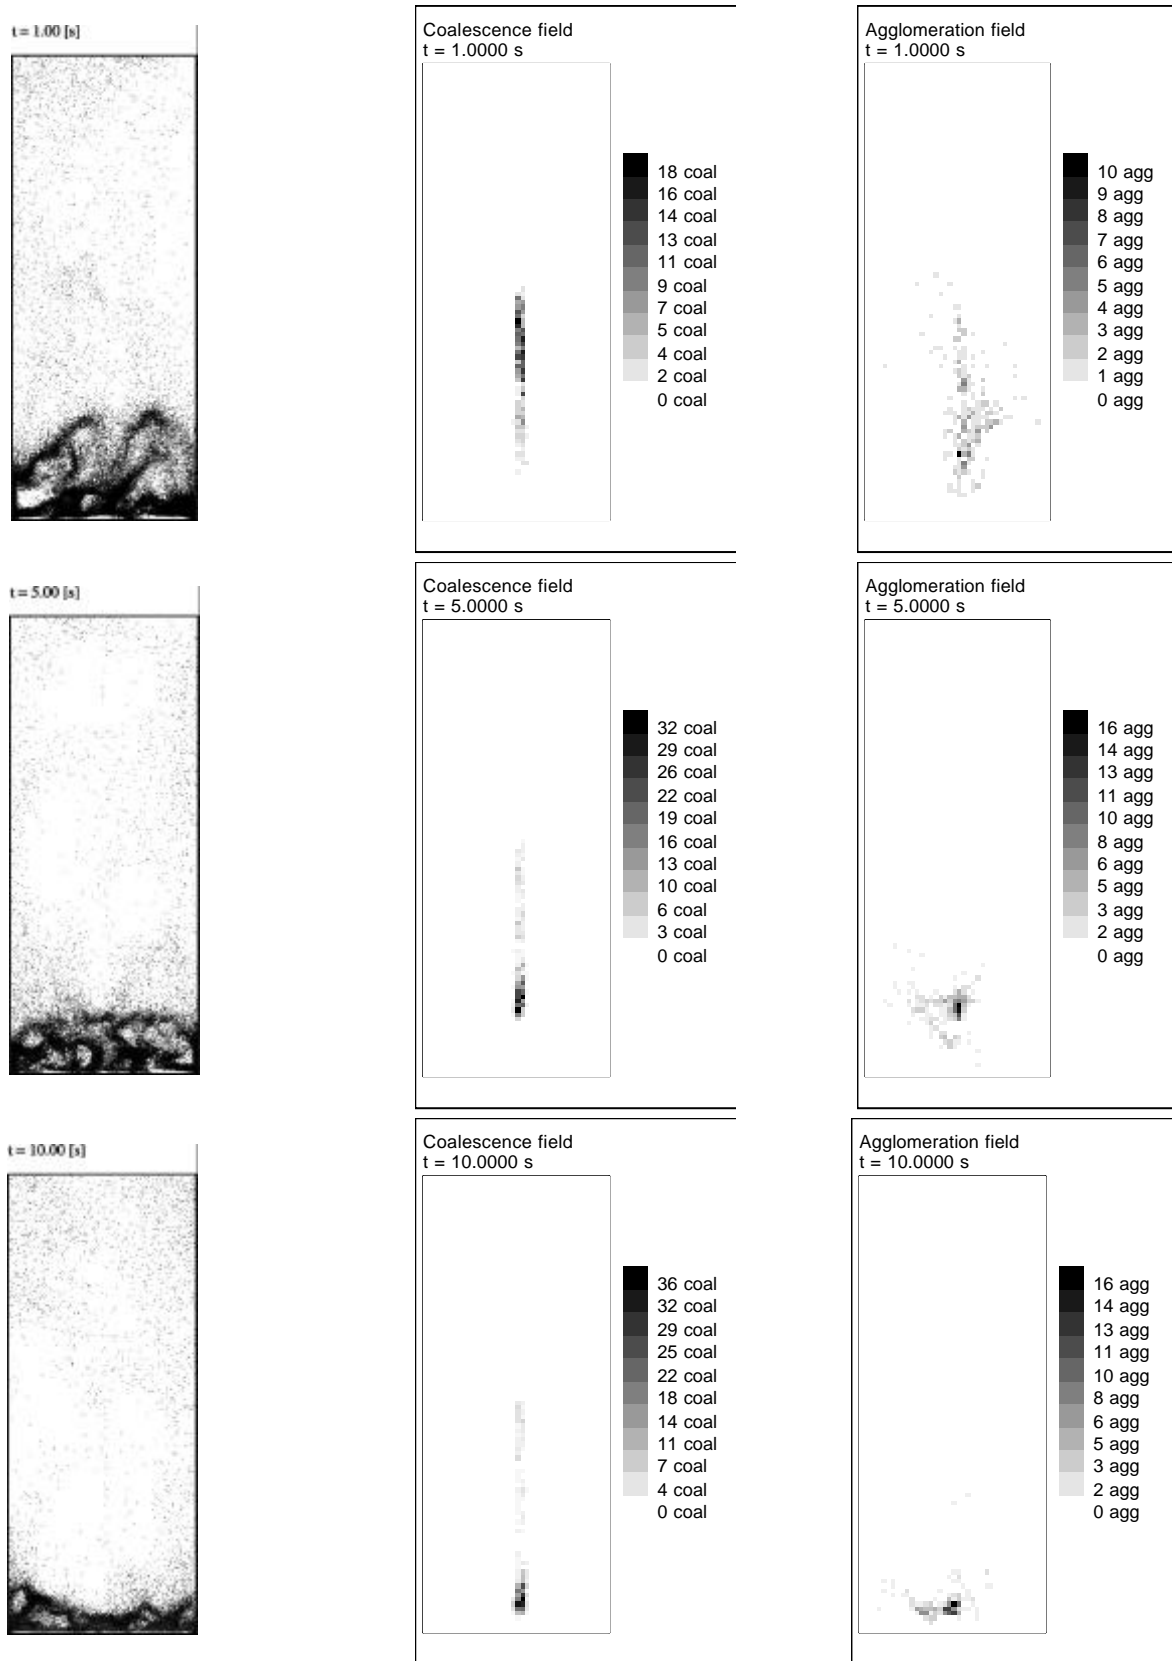 t = 1.00 [s]
Coalescence field
t = 1.0000 s
18 coal
16 coal
14 coal
13 coal
11 coal
9 coal
7 coal
5 coal
4 coal
2 coal
0 coal
Agglomeration field
t = 1.0000 s
10 agg
9 agg
8 agg
7 agg
6 agg
5 agg
4 agg
3 agg
2 agg
1 agg
0 agg
t = 5.00 [s]
Coalescence field
t = 5.0000 s
32 coal
29 coal
26 coal
22 coal
19 coal
16 coal
13 coal
10 coal
6 coal
3 coal
0 coal
Agglomeration field
t = 5.0000 s
16 agg
14 agg
13 agg
11 agg
10 agg
8 agg
6 agg
5 agg
3 agg
2 agg
0 agg
t = 10.00 [s]
Coalescence field
t = 10.0000 s
36 coal
32 coal
29 coal
25 coal
22 coal
18 coal
14 coal
11 coal
7 coal
4 coal
0 coal
Agglomeration field
t = 10.0000 s
16 agg
14 agg
13 agg
11 agg
10 agg
8 agg
6 agg
5 agg
3 agg
2 agg
0 agg